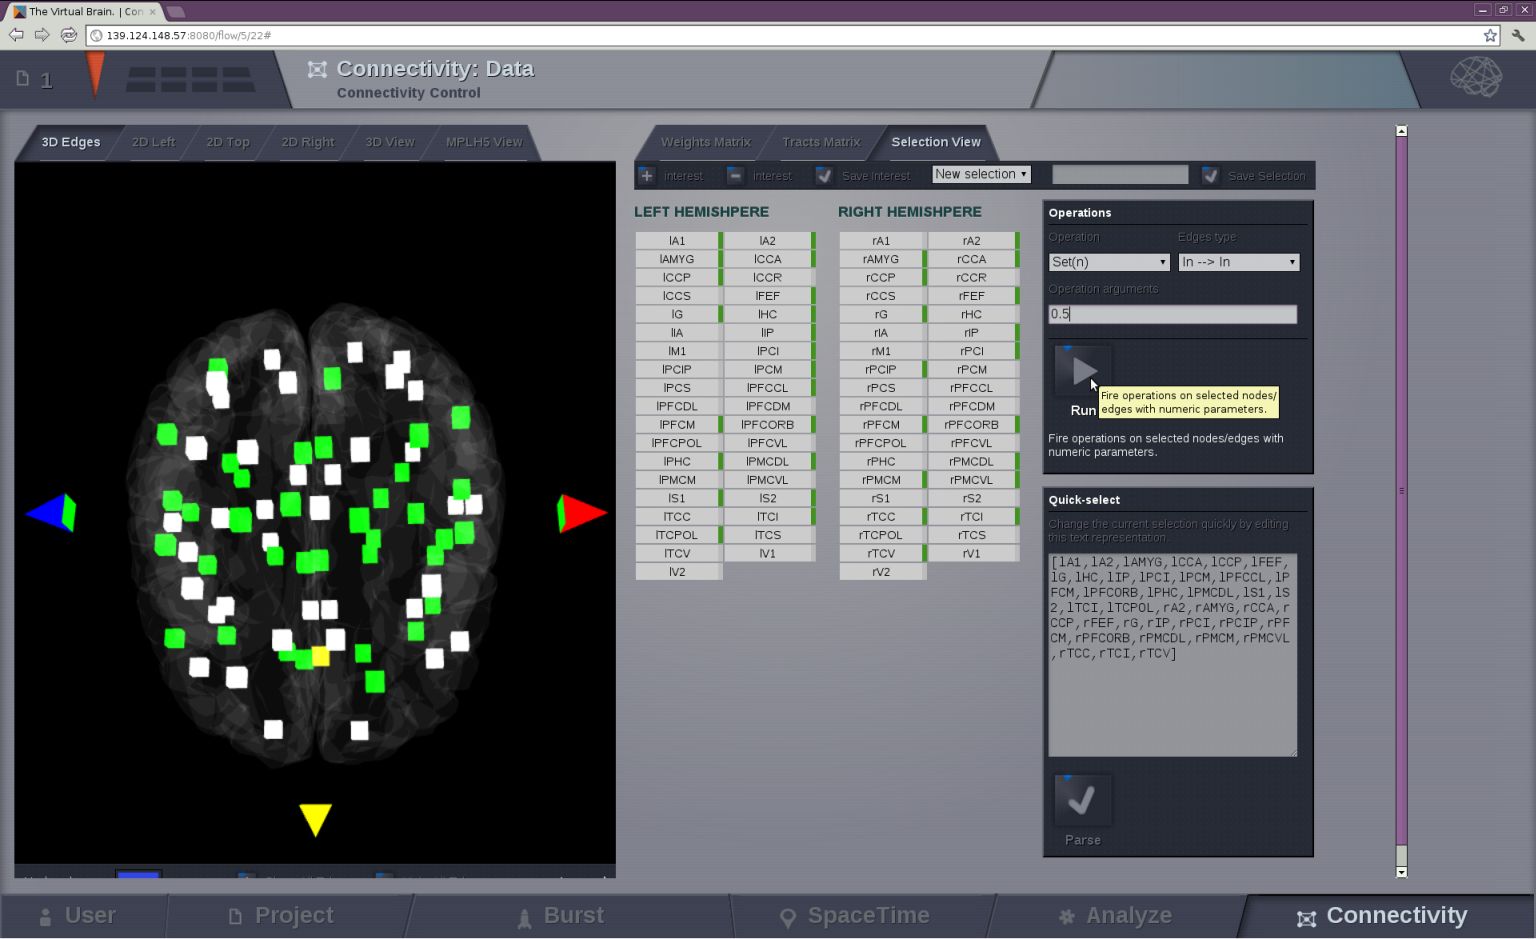 The Virtual Brain. | Con
139.124.148.57:8080/flow/5/22#
1
Connectivity: Data
Connectivity Control
3D Edges 2D Left 2D Top 2D Right 3D View MPLH5 View
Weights Matrix Tracts Matrix Selection View
interest interest Save Interest New selection Save Selection
LEFT HEMISHPERE RIGHT HEMISHPERE
lA1 lA2 rA1 rA2
lAMYG lCCA rAMYG rCCA
lCCP lCCR rCCP rCCR
lCCS lFEF rCCS rFEF
lG lHC rG rHC
lIA lIP rIA rIP
lM1 lPCI rM1 rPCI
lPCIP lPCM rPCIP rPCM
lPCS lPFCCL rPCS rPFCCL
lPFCDL lPFCDM rPFCDL rPFCDM
lPFCM lPFCORB rPFCM rPFCORB
lPFCPOL lPFCVL rPFCPOL rPFCVL
lPHC lPMCDL rPHC rPMCDL
lPMCM lPMCVL rPMCM rPMCVL
lS1 lS2 rS1 rS2
lTCC lTCI rTCC rTCI
lTCPOL lTCS rTCPOL rTCS
lTCV lV1 rTCV rV1
lV2 rV2
Operations
Operation Edges type
Set(n) In --> In
Operation arguments
0.5
Run
Fire operations on selected nodes/
edges with numeric parameters.
Fire operations on selected nodes/edges with
numeric parameters.
Quick-select
Change the current selection quickly by editing
this text representation.
[lA1,lA2,lAMYG,lCCA,lCCP,lFEF,
lG,lHC,lIP,lPCI,lPCM,lPFCCL,lP
FCM,lPFCORB,lPHC,lPMCDL,lS1,lS
2,lTCI,lTCPOL,rA2,rAMYG,rCCA,r
CCP,rFEF,rG,rIP,rPCI,rPCIP,rPF
CM,rPFCORB,rPMCDL,rPMCM,rPMCVL
,rTCC,rTCI,rTCV]
Parse
User Project Burst SpaceTime Analyze Connectivity